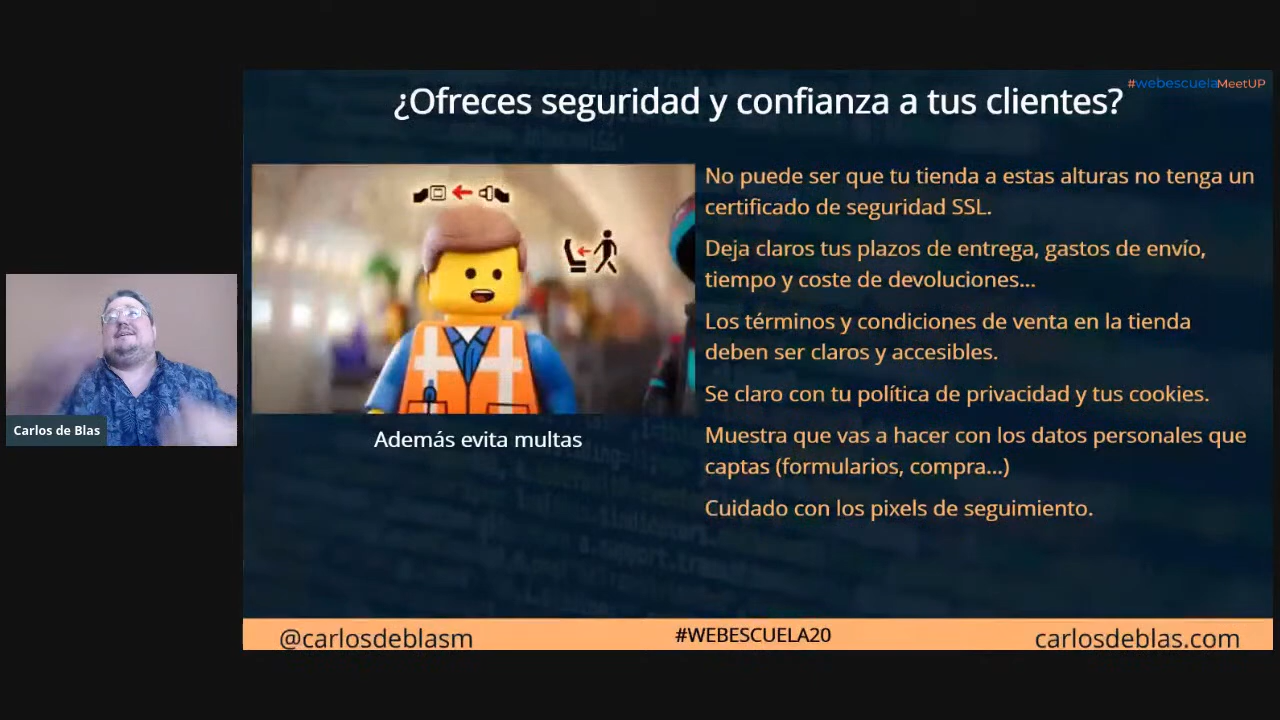 #webescuelaMeetUP
¿Ofreces seguridad y confianza a tus clientes?
No puede ser que tu tienda a estas alturas no tenga un
certificado de seguridad SSL.
Deja claros tus plazos de entrega, gastos de envío,
tiempo y coste de devoluciones...
Los términos y condiciones de venta en la tienda
deben ser claros y accesibles.
Se claro con tu política de privacidad y tus cookies.
Muestra que vas a hacer con los datos personales que
captas (formularios, compra...)
Cuidado con los pixels de seguimiento.
Además evita multas
Carlos de Blas
@carlosdeblasm
#WEBESCUELA20
carlosdeblas.com